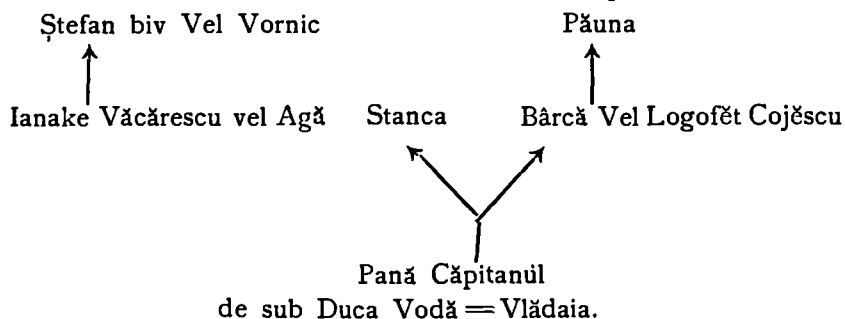 Ștefan biv Vel Vornic Păuna
Ianake Văcărescu vel Agă Stanca Bârcă Vel Logofĕt Cojĕscu
Pană Căpitanŭl
de sub Duca Vodă = Vlădaia.